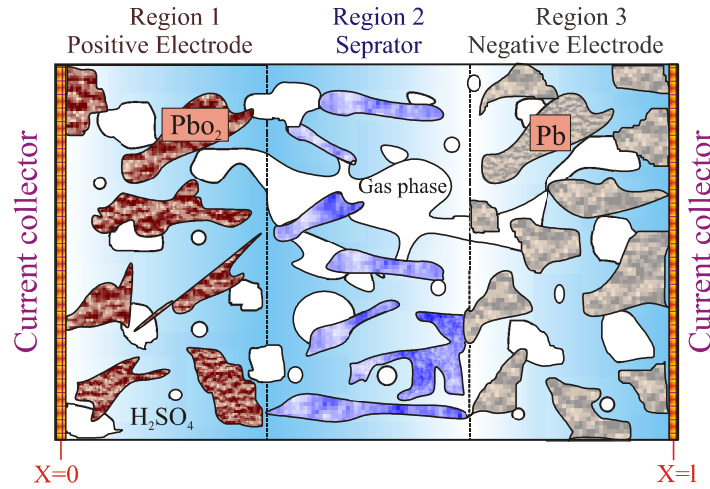 Region 1
Positive Electrode
Region 2
Seprator
Region 3
Negative Electrode
Current collector
Pbo₂
Gas phase
Pb
Current collector
H₂SO₄
X=0
X=l